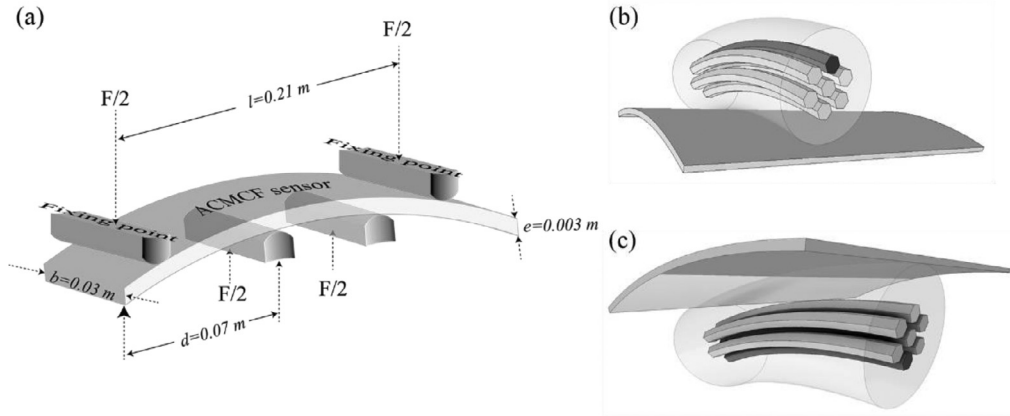 (a)
F/2
F/2
l=0.21 m
Fixing point
ACMCF sensor
Fixing point
e=0.003 m
b=0.03 m
F/2
F/2
d=0.07 m
(b)
(c)